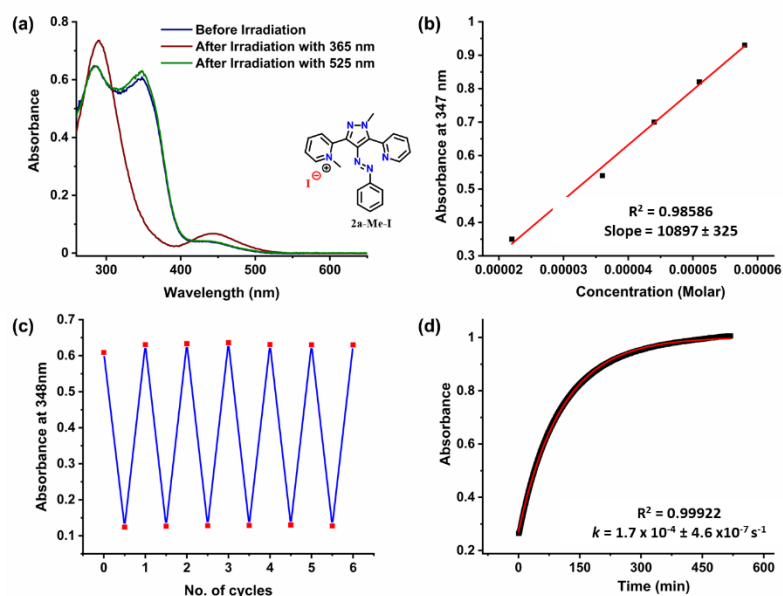 (a)
Before Irradiation
After Irradiation with 365 nm
After Irradiation with 525 nm
0.8
0.6
0.4
0.2
0
Absorbance
300
400
500
600
Wavelength (nm)
N
N
CH₃
N
CH₃
I⊖
⊕
N
N
N
2a-Me-I
(b)
1
0.9
0.8
0.7
0.6
0.5
0.4
0.3
Absorbance at 347 nm
R² = 0.98586
Slope = 10897 ± 325
0.00002
0.00003
0.00004
0.00005
0.00006
Concentration (Molar)
(c)
0.7
0.6
0.5
0.4
0.3
0.2
0.1
Absorbance at 348nm
0
1
2
3
4
5
6
No. of cycles
(d)
1
0.8
0.6
0.4
0.2
Absorbance
R² = 0.99922
k = 1.7 x 10⁻⁴ ± 4.6 x10⁻⁷ s⁻¹
0
150
300
450
600
Time (min)